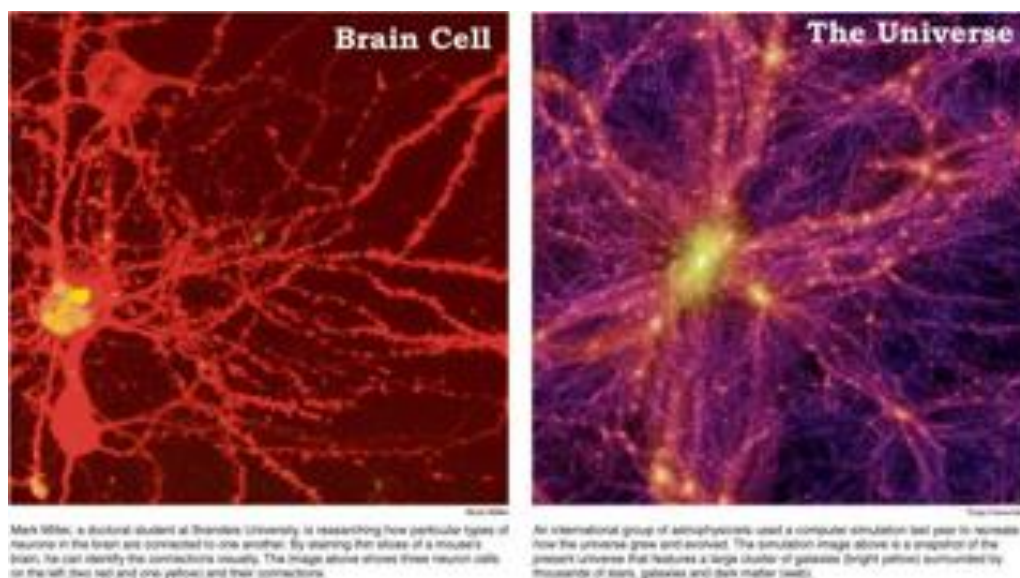 Brain Cell
The Universe
Mark Miller, a doctoral student at Brandeis University, is researching how particular types of
neurons in the brain are connected to one another. By staining thin slices of a mouse's
brain, he can identify the connections visually. The image above shows three neuron cells
on the left (two red and one yellow) and their connections.
An international group of astrophysicists used a computer simulation last year to recreate
how the universe grew and evolved. The simulation image above is a snapshot of the
present universe that features a large cluster of galaxies (bright yellow) surrounded by
thousands of stars, galaxies and dark matter (web).